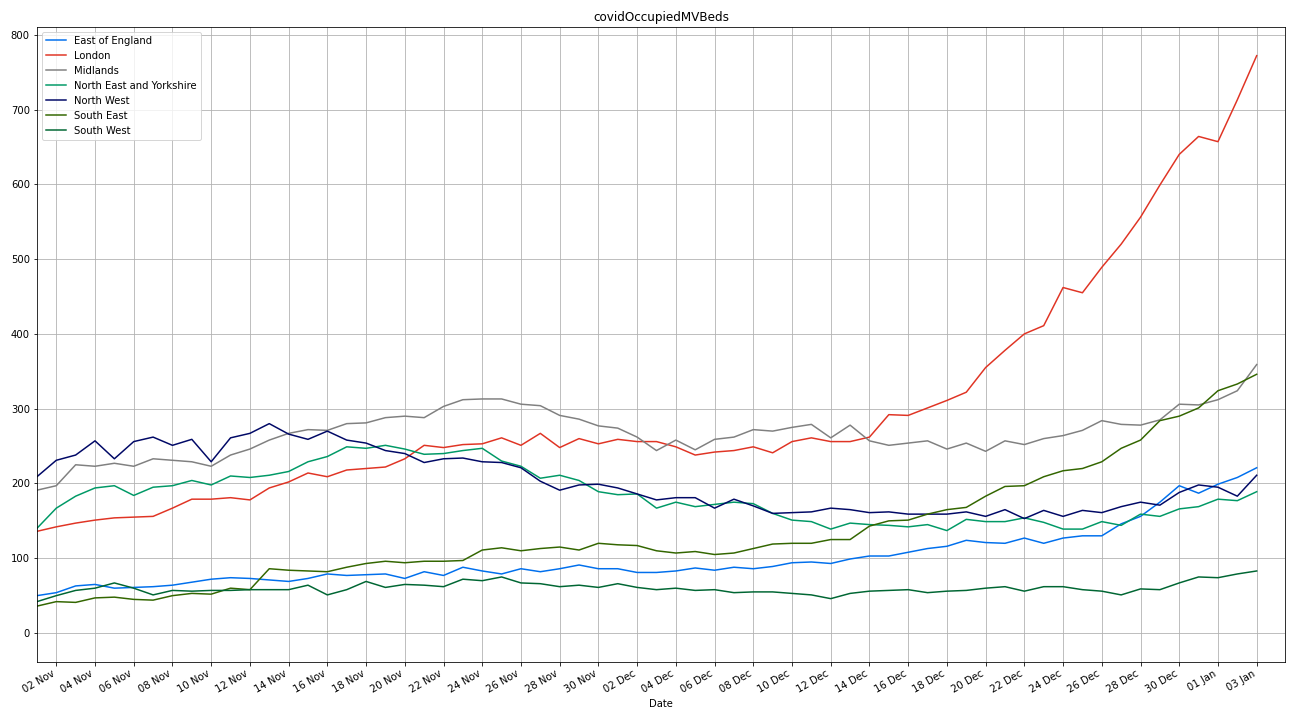 covidOccupiedMVBeds
East of England
London
Midlands
North East and Yorkshire
North West
South East
South West
800
700
600
500
400
300
200
100
0
02 Nov 04 Nov 06 Nov 08 Nov 10 Nov 12 Nov 14 Nov 16 Nov 18 Nov 20 Nov 22 Nov 24 Nov 26 Nov 28 Nov 30 Nov 02 Dec 04 Dec 06 Dec 08 Dec 10 Dec 12 Dec 14 Dec 16 Dec 18 Dec 20 Dec 22 Dec 24 Dec 26 Dec 28 Dec 30 Dec 01 Jan 03 Jan
Date